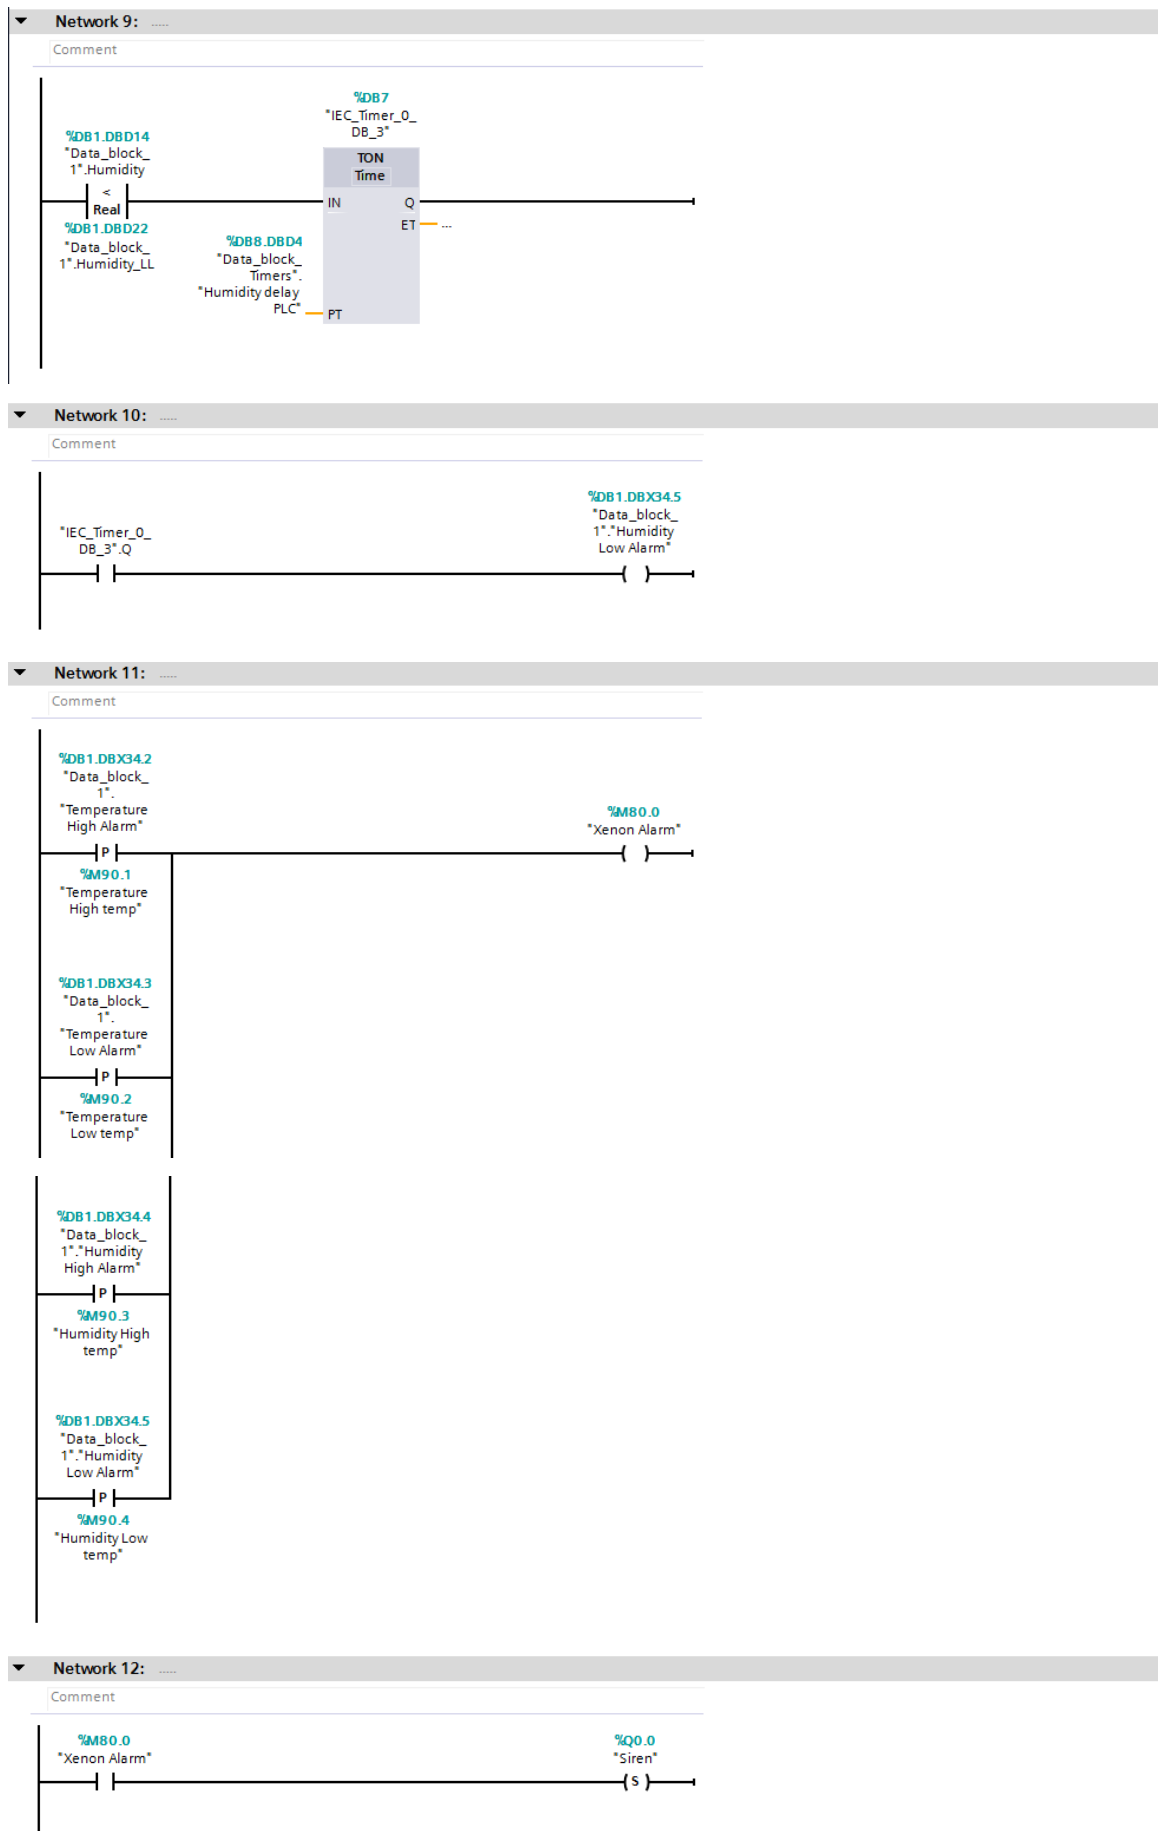 Network 9: .....
Comment
%DB7
"IEC_Timer_0_
DB_3"
%DB1.DBD14
"Data_block_
1".Humidity
TON
Time
<
Real
IN
Q
%DB1.DBD22
"Data_block_
1".Humidity_LL
ET
...
%DB8.DBD4
"Data_block_
Timers".
"Humidity delay
PLC"
PT
Network 10: .....
Comment
%DB1.DBX34.5
"Data_block_
1"."Humidity
Low Alarm"
"IEC_Timer_0_
DB_3".Q
Network 11: .....
Comment
%DB1.DBX34.2
"Data_block_
1".
"Temperature
High Alarm"
%M80.0
"Xenon Alarm"
P
%M90.1
"Temperature
High temp"
%DB1.DBX34.3
"Data_block_
1".
"Temperature
Low Alarm"
P
%M90.2
"Temperature
Low temp"
%DB1.DBX34.4
"Data_block_
1"."Humidity
High Alarm"
P
%M90.3
"Humidity High
temp"
%DB1.DBX34.5
"Data_block_
1"."Humidity
Low Alarm"
P
%M90.4
"Humidity Low
temp"
Network 12: .....
Comment
%M80.0
"Xenon Alarm"
%Q0.0
"Siren"
S